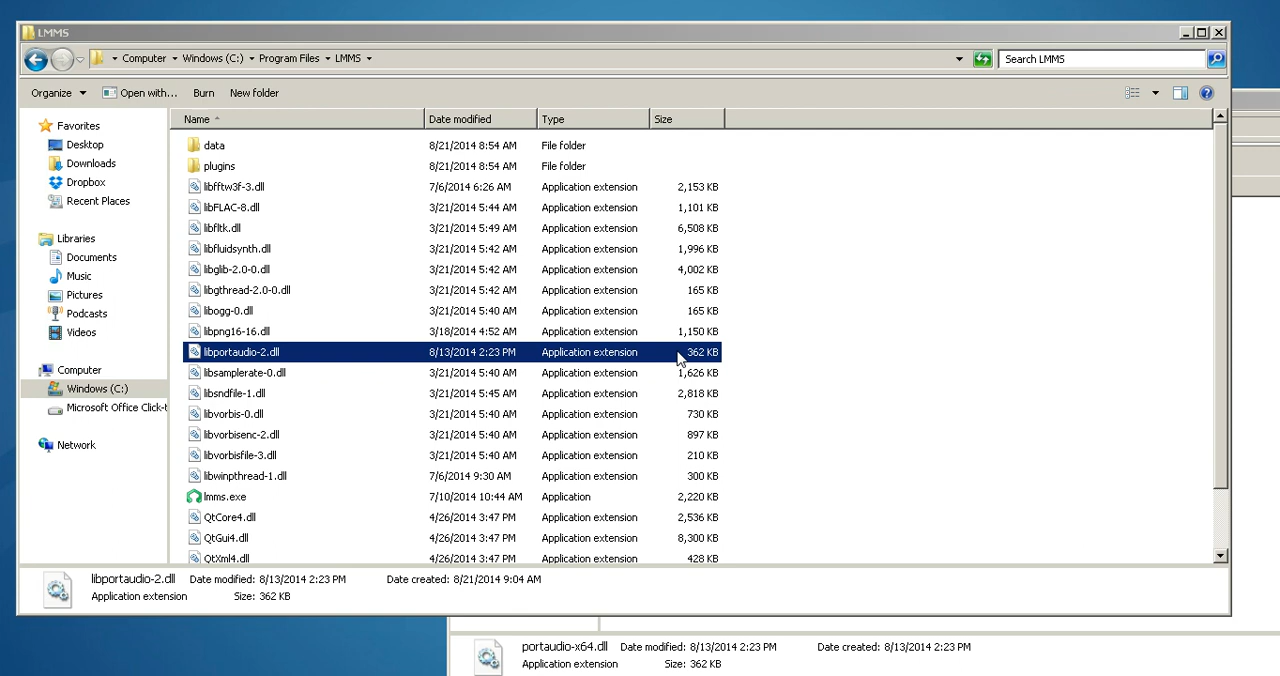 LMMS
Computer Windows (C:) Program Files LMMS Search LMMS
Organize Open with... Burn New folder
Name Date modified Type Size
Favorites
Desktop
Downloads
Dropbox
Recent Places
Libraries
Documents
Music
Pictures
Podcasts
Videos
Computer
Windows (C:)
Microsoft Office Click-t
Network
data 8/21/2014 8:54 AM File folder
plugins 8/21/2014 8:54 AM File folder
libfftw3f-3.dll 7/6/2014 6:26 AM Application extension 2,153 KB
libFLAC-8.dll 3/21/2014 5:44 AM Application extension 1,101 KB
libfltk.dll 3/21/2014 5:49 AM Application extension 6,508 KB
libfluidsynth.dll 3/21/2014 5:42 AM Application extension 1,996 KB
libglib-2.0-0.dll 3/21/2014 5:42 AM Application extension 4,002 KB
libgthread-2.0-0.dll 3/21/2014 5:42 AM Application extension 165 KB
libogg-0.dll 3/21/2014 5:40 AM Application extension 165 KB
libpng16-16.dll 3/18/2014 4:52 AM Application extension 1,150 KB
libportaudio-2.dll 8/13/2014 2:23 PM Application extension 362 KB
libsamplerate-0.dll 3/21/2014 5:40 AM Application extension 1,626 KB
libsndfile-1.dll 3/21/2014 5:45 AM Application extension 2,818 KB
libvorbis-0.dll 3/21/2014 5:40 AM Application extension 730 KB
libvorbisenc-2.dll 3/21/2014 5:40 AM Application extension 897 KB
libvorbisfile-3.dll 3/21/2014 5:40 AM Application extension 210 KB
libwinpthread-1.dll 7/6/2014 9:30 AM Application extension 300 KB
lmms.exe 7/10/2014 10:44 AM Application 2,220 KB
QtCore4.dll 4/26/2014 3:47 PM Application extension 2,536 KB
QtGui4.dll 4/26/2014 3:47 PM Application extension 8,300 KB
QtXml4.dll 4/26/2014 3:47 PM Application extension 428 KB
libportaudio-2.dll Date modified: 8/13/2014 2:23 PM Date created: 8/21/2014 9:04 AM
Application extension Size: 362 KB
portaudio-x64.dll Date modified: 8/13/2014 2:23 PM Date created: 8/13/2014 2:23 PM
Application extension Size: 362 KB